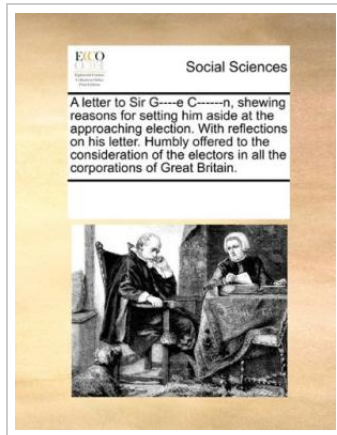 ECCO
Social Sciences
A letter to Sir G----e C------n, shewing
reasons for setting him aside at the
approaching election. With reflections
on his letter. Humbly offered to the
consideration of the electors in all the
corporations of Great Britain.